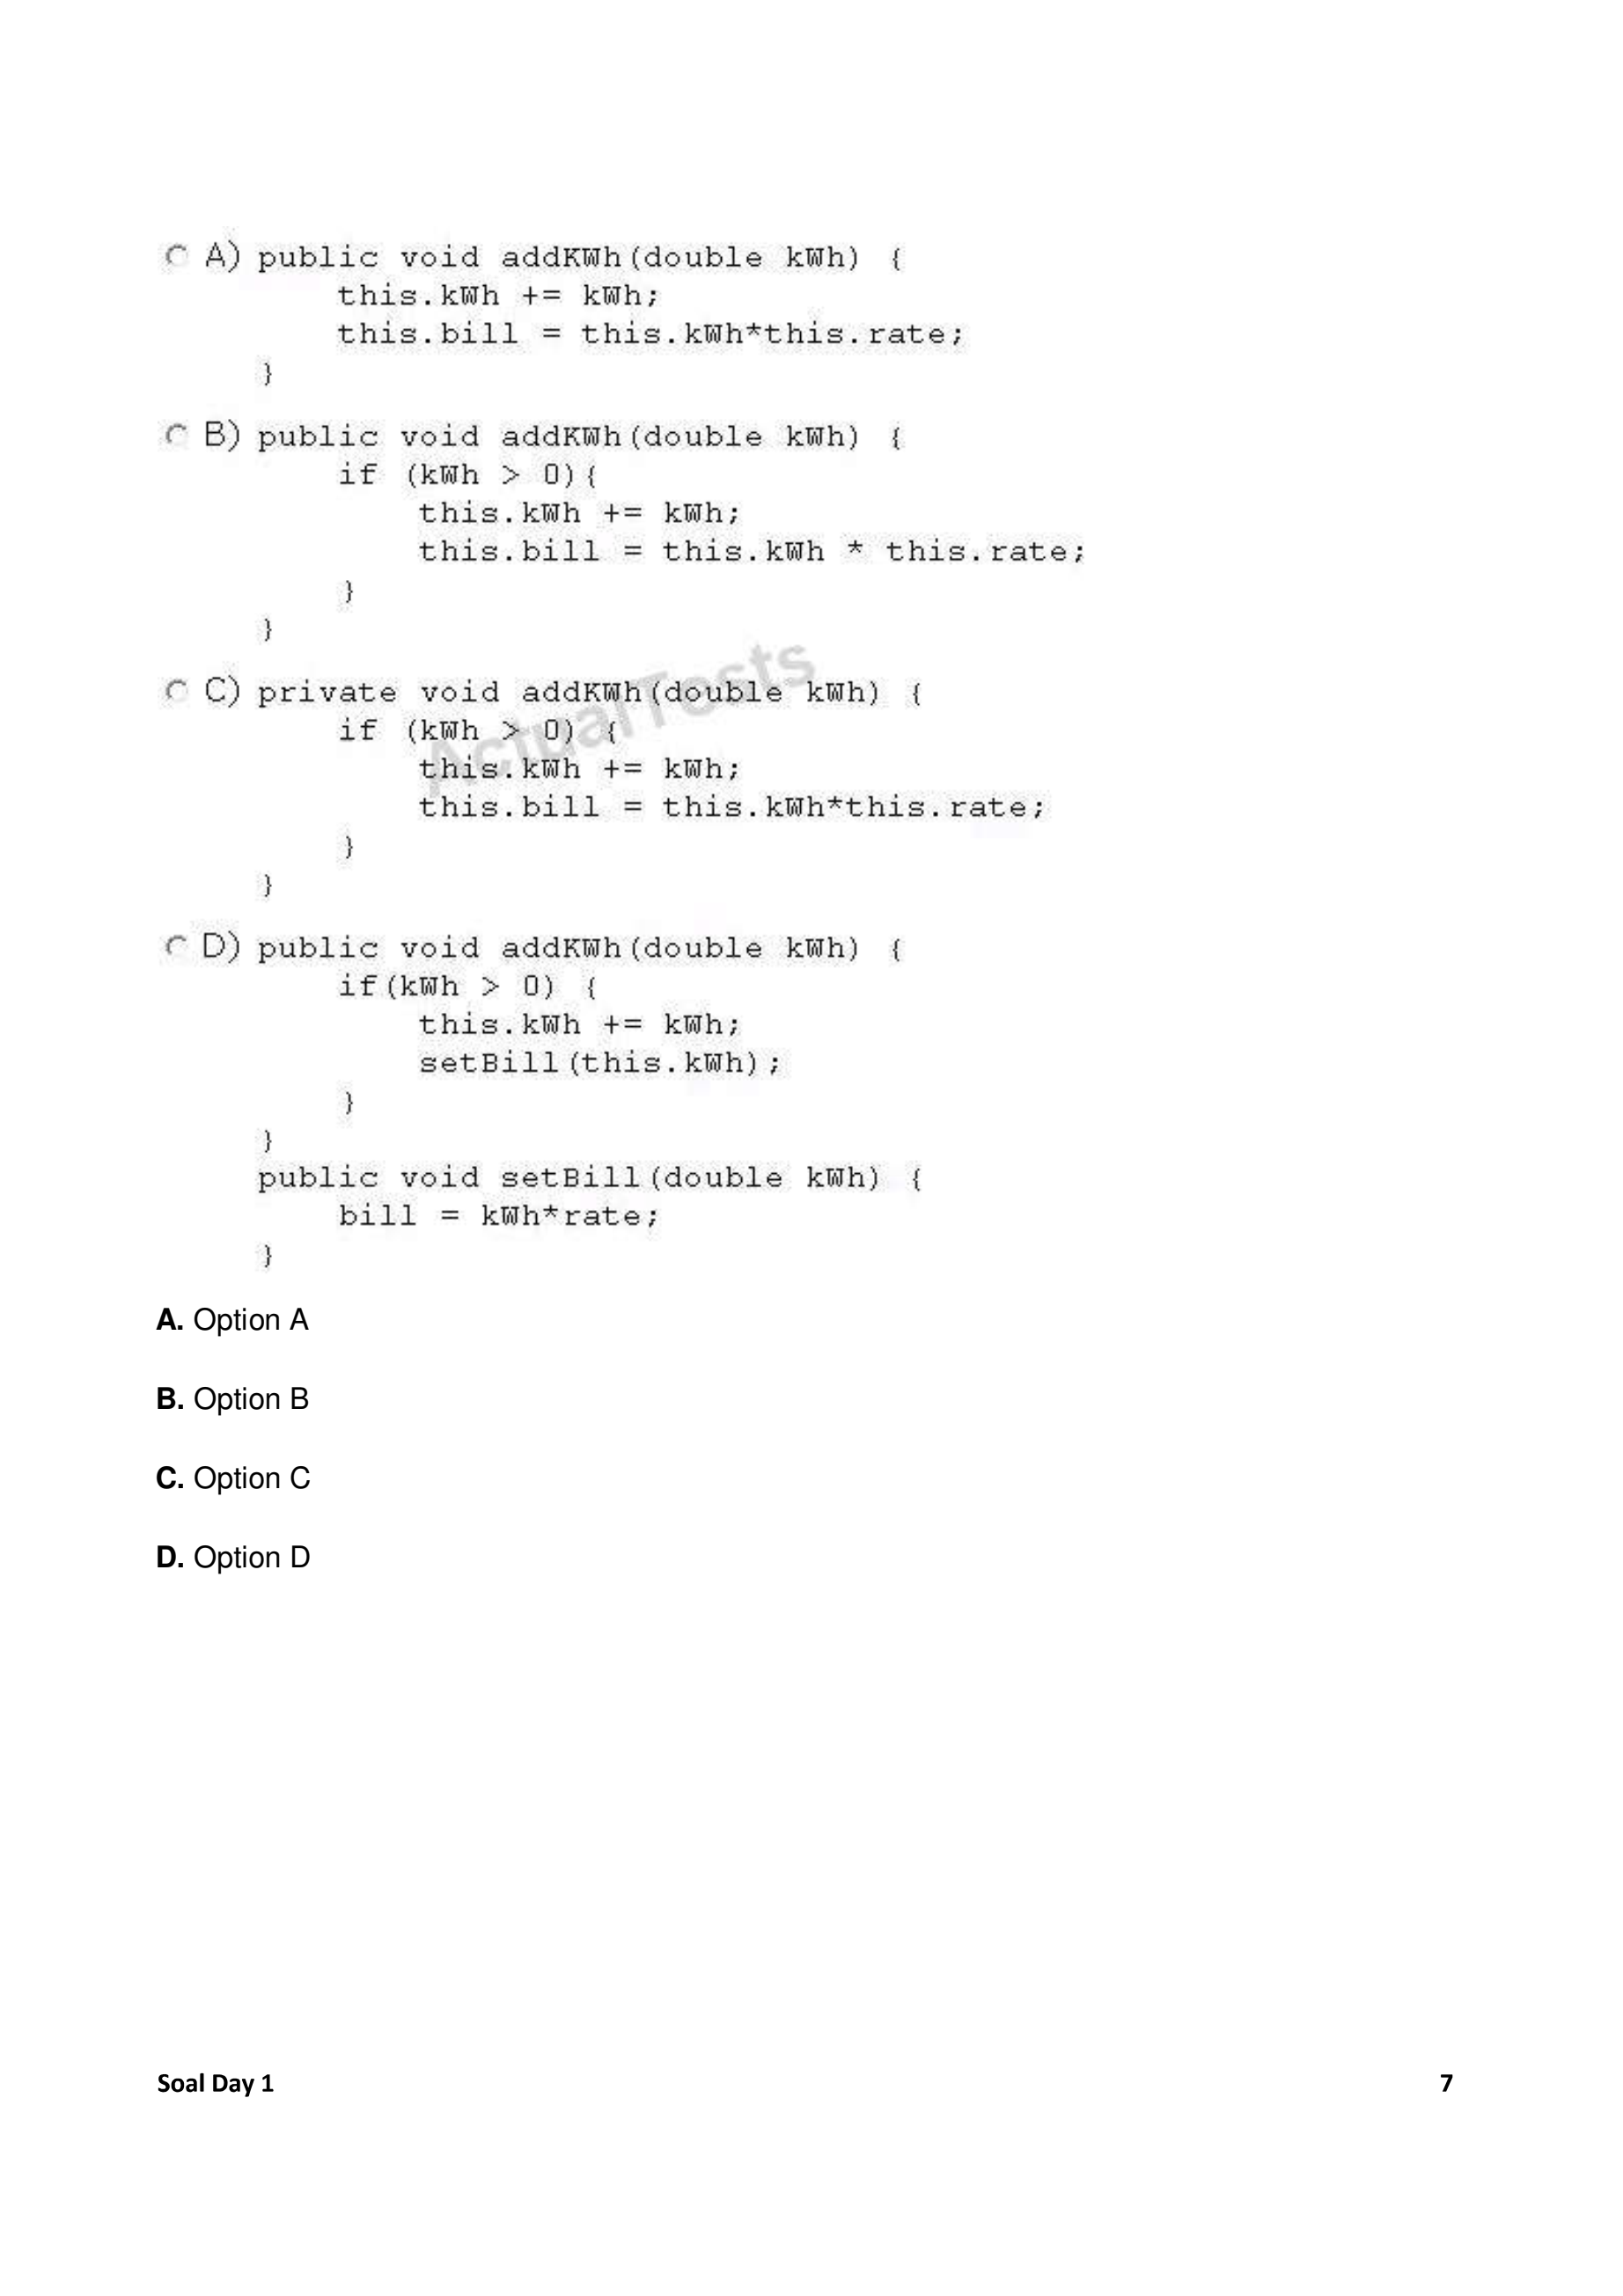 A) public void addKWh(double kWh) {
this.kWh += kWh;
this.bill = this.kWh*this.rate;
}
B) public void addKWh(double kWh) {
if (kWh > 0){
this.kWh += kWh;
this.bill = this.kWh * this.rate;
}
}
C) private void addKWh(double kWh) {
if (kWh > 0) {
this.kWh += kWh;
this.bill = this.kWh*this.rate;
}
}
ActualTests
D) public void addKWh(double kWh) {
if(kWh > 0) {
this.kWh += kWh;
setBill(this.kWh);
}
}
public void setBill(double kWh) {
bill = kWh*rate;
}
A. Option A
B. Option B
C. Option C
D. Option D
Soal Day 1 7